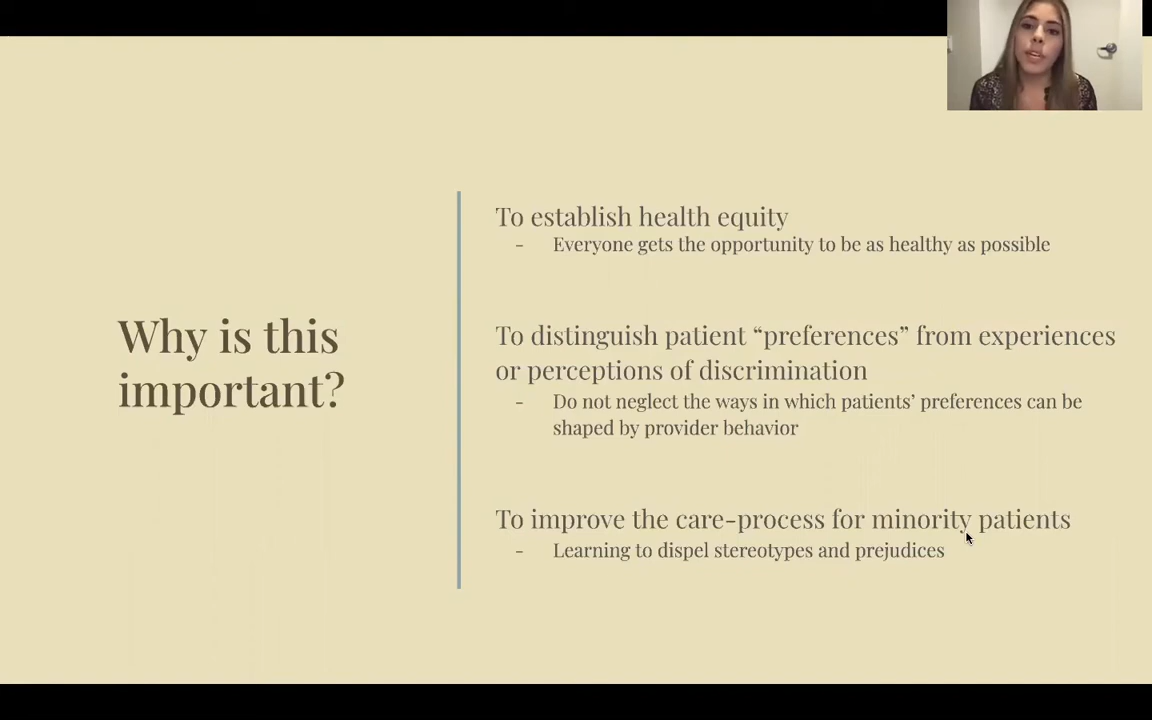 Why is this
important?
To establish health equity
- Everyone gets the opportunity to be as healthy as possible
To distinguish patient “preferences” from experiences
or perceptions of discrimination
- Do not neglect the ways in which patients’ preferences can be
shaped by provider behavior
To improve the care-process for minority patients
- Learning to dispel stereotypes and prejudices